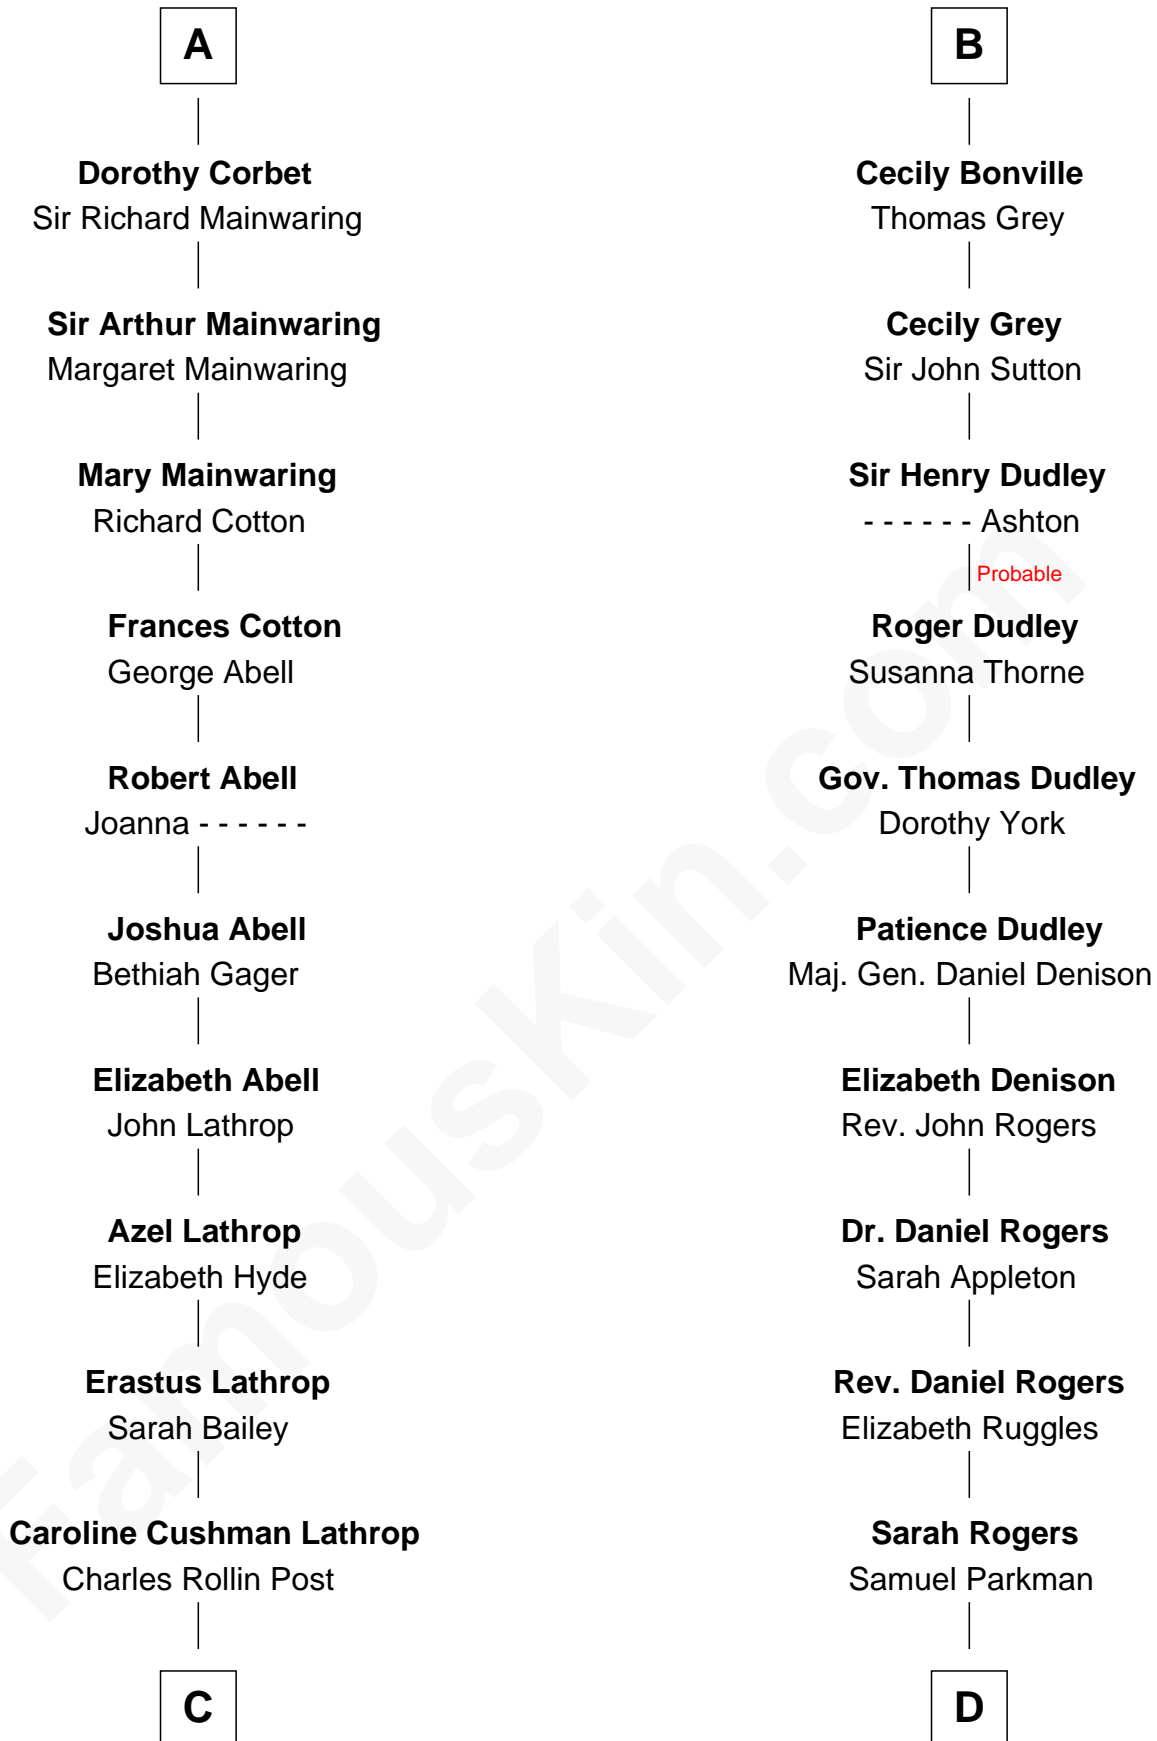 A
Dorothy Corbet
Sir Richard Mainwaring
Sir Arthur Mainwaring
Margaret Mainwaring
Mary Mainwaring
Richard Cotton
Frances Cotton
George Abell
Robert Abell
Joanna - - - - - -
Joshua Abell
Bethiah Gager
Elizabeth Abell
John Lathrop
Azel Lathrop
Elizabeth Hyde
Erastus Lathrop
Sarah Bailey
Caroline Cushman Lathrop
Charles Rollin Post
C
B
Cecily Bonville
Thomas Grey
Cecily Grey
Sir John Sutton
Sir Henry Dudley
- - - - - - Ashton
Probable
Roger Dudley
Susanna Thorne
Gov. Thomas Dudley
Dorothy York
Patience Dudley
Maj. Gen. Daniel Denison
Elizabeth Denison
Rev. John Rogers
Dr. Daniel Rogers
Sarah Appleton
Rev. Daniel Rogers
Elizabeth Ruggles
Sarah Rogers
Samuel Parkman
D
FamousKin.com